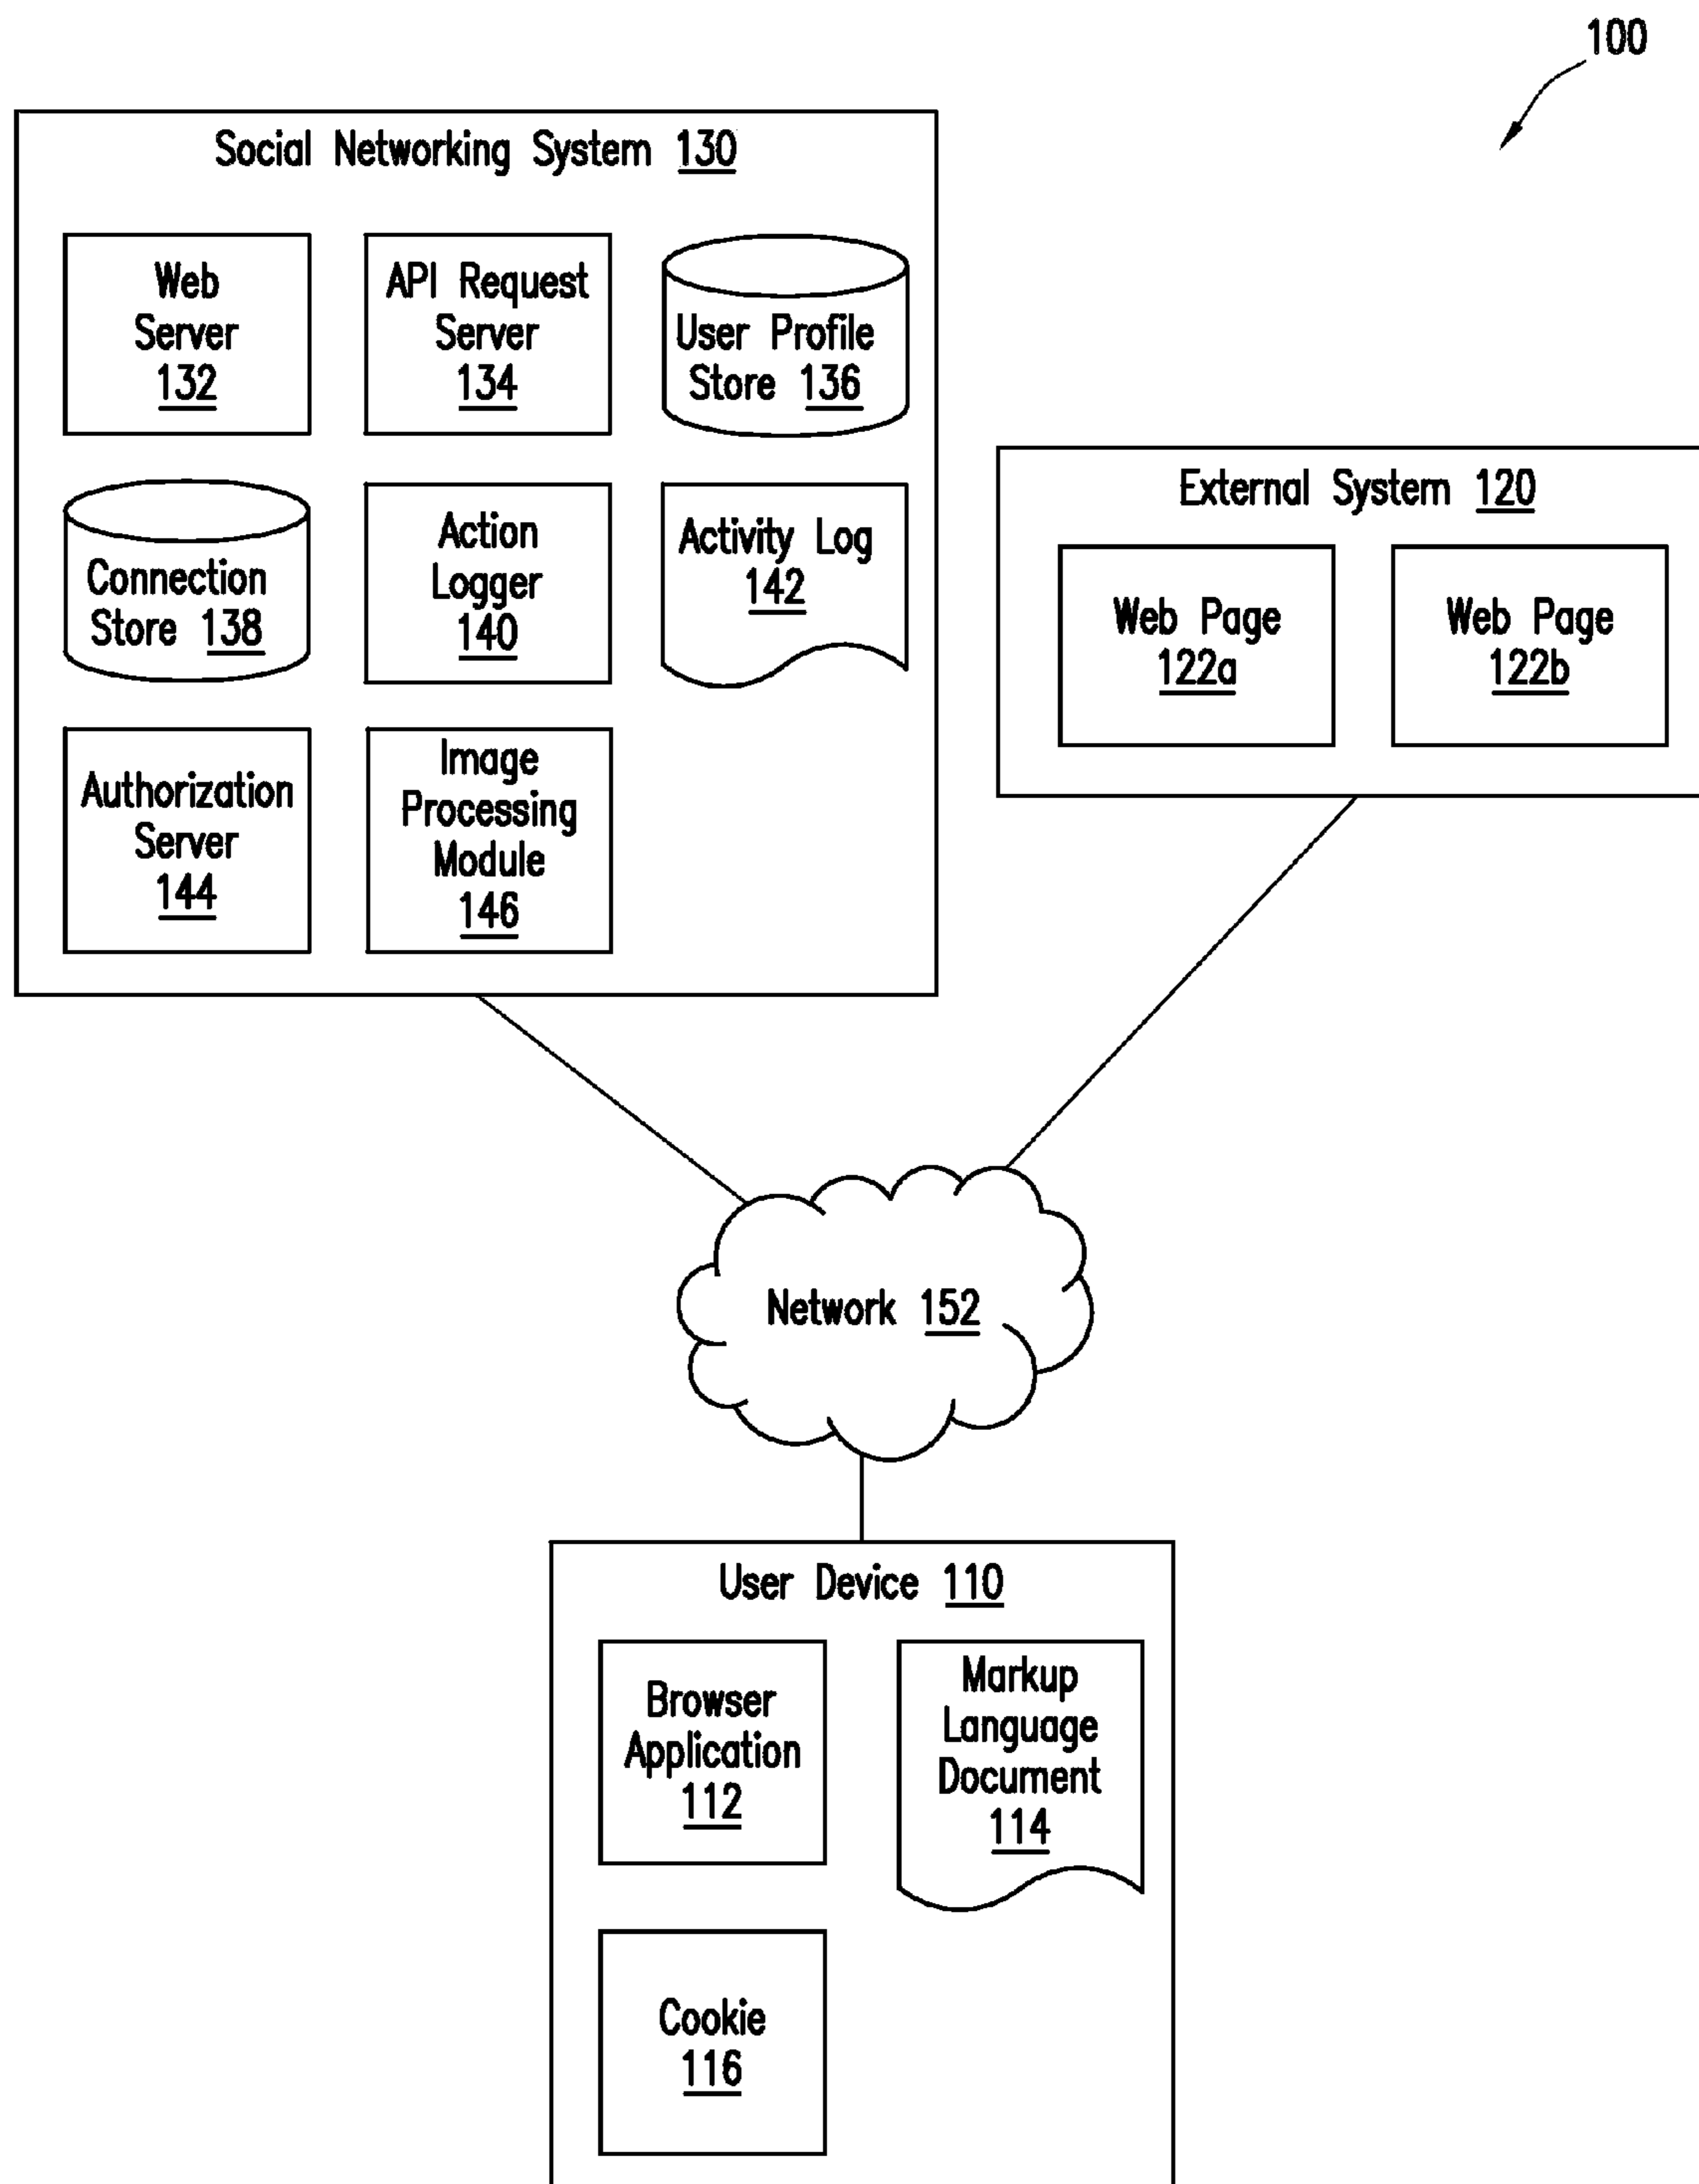 100
Social Networking System 130
Web
Server
132
API Request
Server
134
User Profile
Store 136
Connection
Store 138
Action
Logger
140
Activity Log
142
Authorization
Server
144
Image
Processing
Module
146
External System 120
Web Page
122a
Web Page
122b
Network 152
User Device 110
Browser
Application
112
Markup
Language
Document
114
Cookie
116